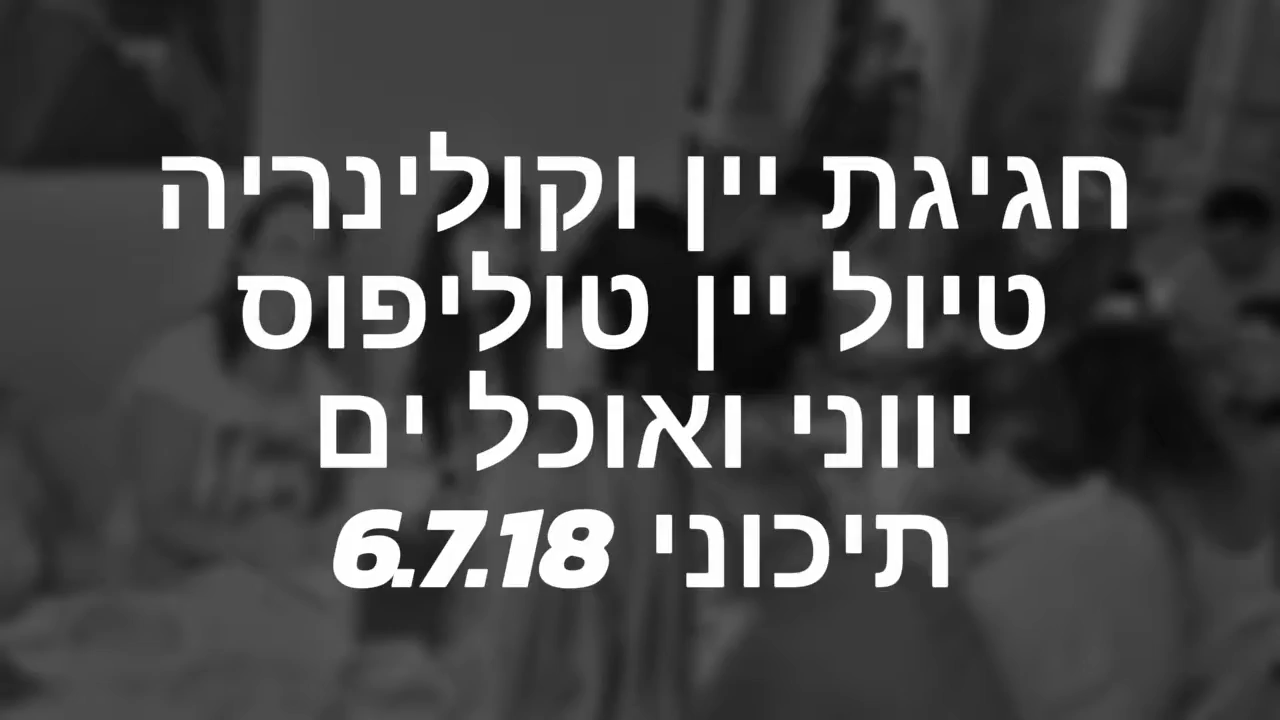 חגיגת יין וקולינריה
טיול יין טוליפוס
יווני ואוכל ים
תיכוני 6.7.18